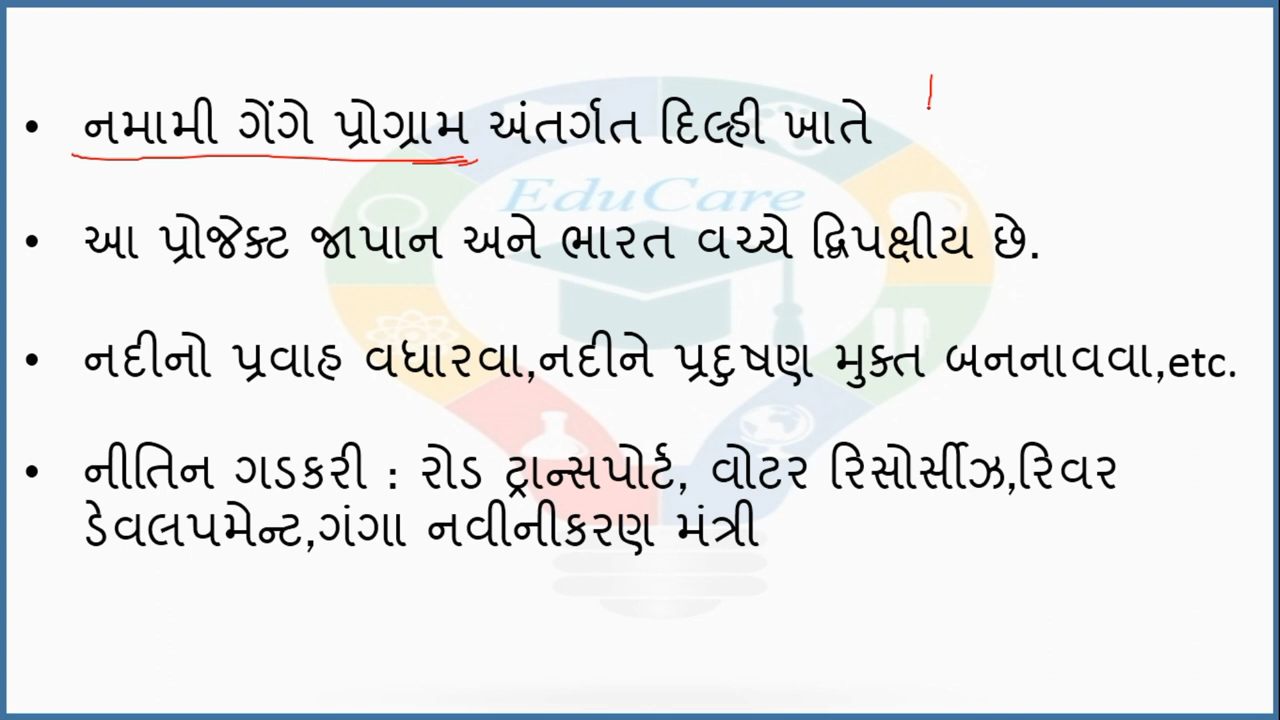 • નમામી ગેંગે પ્રોગ્રામ અંતર્ગત દિલ્હી ખાતે
EduCare
• આ પ્રોજેક્ટ જાપાન અને ભારત વચ્ચે દ્વિપક્ષીય છે.
• નદીનો પ્રવાહ વધારવા,નદીને પ્રદુષણ મુક્ત બનનાવવા,etc.
• નીતિન ગડકરી : રોડ ટ્રાન્સપોર્ટ, વોટર રિસોર્સીઝ,રિવર
ડેવલપમેન્ટ,ગંગા નવીનીકરણ મંત્રી